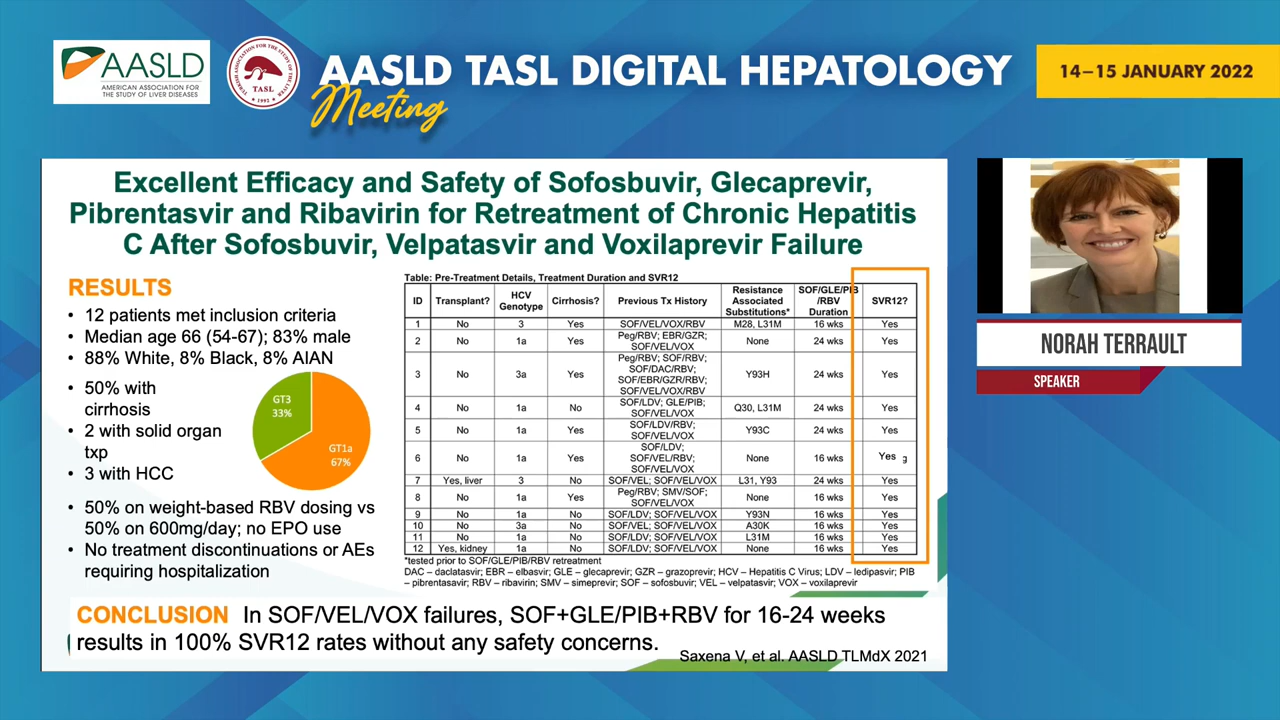 AASLD
AMERICAN ASSOCIATION FOR
THE STUDY OF LIVER DISEASES
TASL
1992
AASLD TASL DIGITAL HEPATOLOGY
Meeting
14–15 JANUARY 2022
Excellent Efficacy and Safety of Sofosbuvir, Glecaprevir,
Pibrentasvir and Ribavirin for Retreatment of Chronic Hepatitis
C After Sofosbuvir, Velpatasvir and Voxilaprevir Failure
RESULTS
• 12 patients met inclusion criteria
• Median age 66 (54-67); 83% male
• 88% White, 8% Black, 8% AIAN
• 50% with
cirrhosis
• 2 with solid organ
txp
• 3 with HCC
GT3
33%
GT1a
67%
• 50% on weight-based RBV dosing vs
50% on 600mg/day; no EPO use
• No treatment discontinuations or AEs
requiring hospitalization
Table: Pre-Treatment Details, Treatment Duration and SVR12
ID Transplant? HCV Genotype Cirrhosis? Previous Tx History Resistance Associated Substitutions* SOF/GLE/PIB /RBV Duration SVR12?
1 No 3 Yes SOF/VEL/VOX/RBV M28, L31M 16 wks Yes
2 No 1a Yes Peg/RBV; EBR/GZR; SOF/VEL/VOX None 24 wks Yes
3 No 3a Yes Peg/RBV; SOF/RBV; SOF/DAC/RBV; SOF/EBR/GZR/RBV; SOF/VEL/VOX/RBV Y93H 24 wks Yes
4 No 1a No SOF/LDV; GLE/PIB; SOF/VEL/VOX Q30, L31M 24 wks Yes
5 No 1a Yes SOF/LDV/RBV; SOF/VEL/VOX Y93C 24 wks Yes
6 No 1a Yes SOF/LDV; SOF/VEL/RBV; SOF/VEL/VOX None 16 wks Yes g
7 Yes, liver 3 No SOF/VEL; SOF/VEL/VOX L31, Y93 24 wks Yes
8 No 1a Yes Peg/RBV; SMV/SOF; SOF/VEL/VOX None 16 wks Yes
9 No 1a No SOF/LDV; SOF/VEL/VOX Y93N 16 wks Yes
10 No 3a No SOF/VEL; SOF/VEL/VOX A30K 16 wks Yes
11 No 1a No SOF/LDV; SOF/VEL/VOX L31M 16 wks Yes
12 Yes, kidney 1a No SOF/LDV; SOF/VEL/VOX None 16 wks Yes
*tested prior to SOF/GLE/PIB/RBV retreatment
DAC – daclatasvir; EBR – elbasvir; GLE – glecaprevir; GZR - grazoprevir; HCV – Hepatitis C Virus; LDV – ledipasvir; PIB
– pibrentasvir; RBV – ribavirin; SMV – simeprevir; SOF – sofosbuvir; VEL – velpatasvir; VOX – voxilaprevir
CONCLUSION In SOF/VEL/VOX failures, SOF+GLE/PIB+RBV for 16-24 weeks
results in 100% SVR12 rates without any safety concerns.
Saxena V, et al. AASLD TLMdX 2021
NORAH TERRAULT
SPEAKER